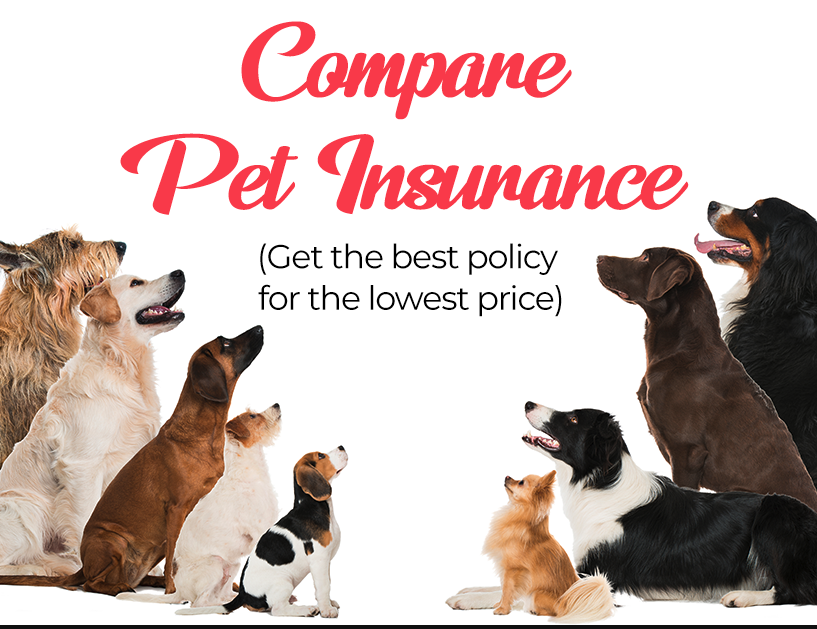 Compare
Pet Insurance
(Get the best policy
for the lowest price)